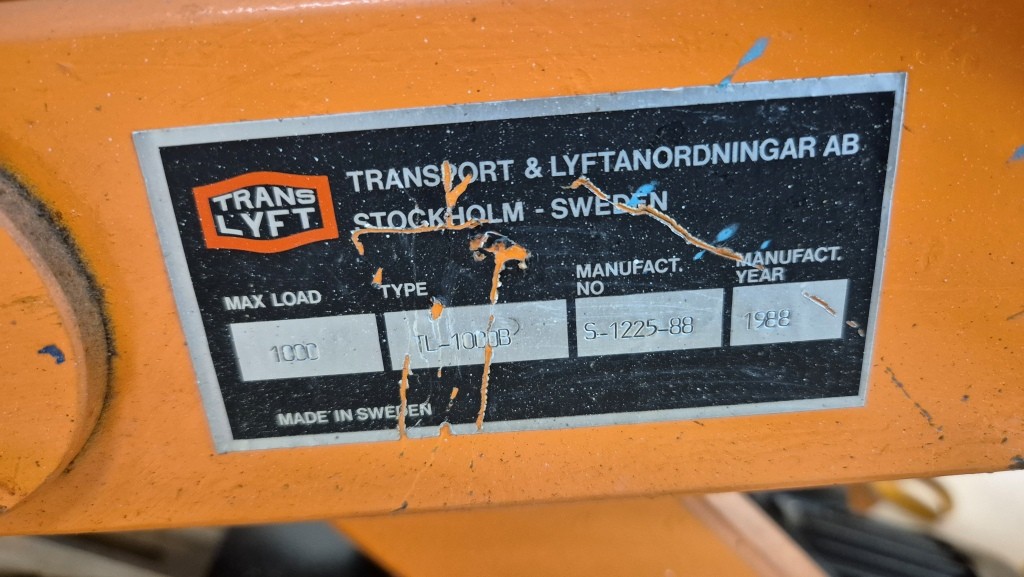 TRANS
LYFT
TRANSPORT & LYFTANORDNINGAR AB
STOCKHOLM - SWEDEN
MAX LOAD
1000
TYPE
TL-1000B
MANUFACT.
NO
S-1225-88
MANUFACT.
YEAR
1988
MADE IN SWEDEN